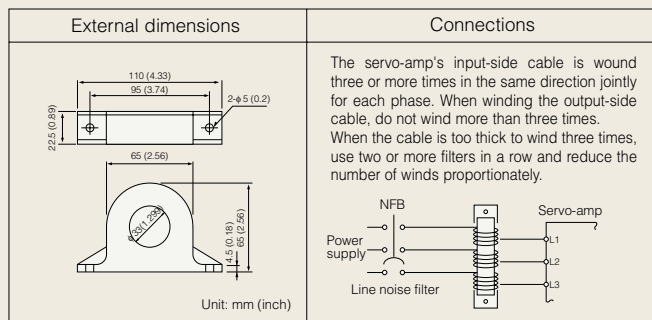 External dimensions
110 (4.33)
95 (3.74)
2-φ5 (0.2)
22.5 (0.89)
65 (2.56)
φ33(1.299)
4.5 (0.18)
65 (2.56)
Unit: mm (inch)
Connections
The servo-amp's input-side cable is wound
three or more times in the same direction jointly
for each phase. When winding the output-side
cable, do not wind more than three times.
When the cable is too thick to wind three times,
use two or more filters in a row and reduce the
number of winds proportionately.
NFB
Servo-amp
Power
supply
L1
L2
L3
Line noise filter